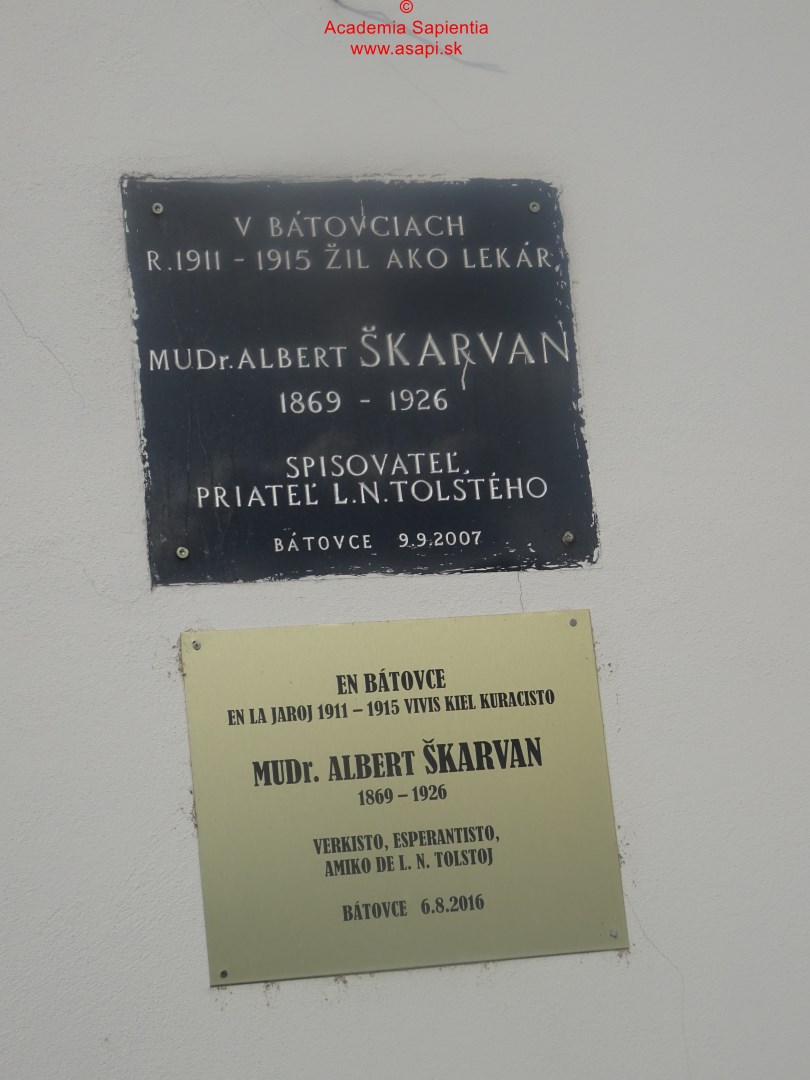 ©
Academia Sapientia
www.asapi.sk
V BÁTOVCIACH
R.1911 - 1915 ŽIL AKO LEKÁR
MUDr. ALBERT ŠKARVAN
1869 - 1926
SPISOVATEĽ,
PRIATEĽ L.N. TOLSTÉHO
BÁTOVCE 9.9.2007
EN BÁTOVCE
EN LA JAROJ 1911 – 1915 VIVIS KIEL KURACISTO
MUDr. ALBERT ŠKARVAN
1869 – 1926
VERKISTO, ESPERANTISTO,
AMIKO DE L. N. TOLSTOJ
BÁTOVCE 6.8.2016